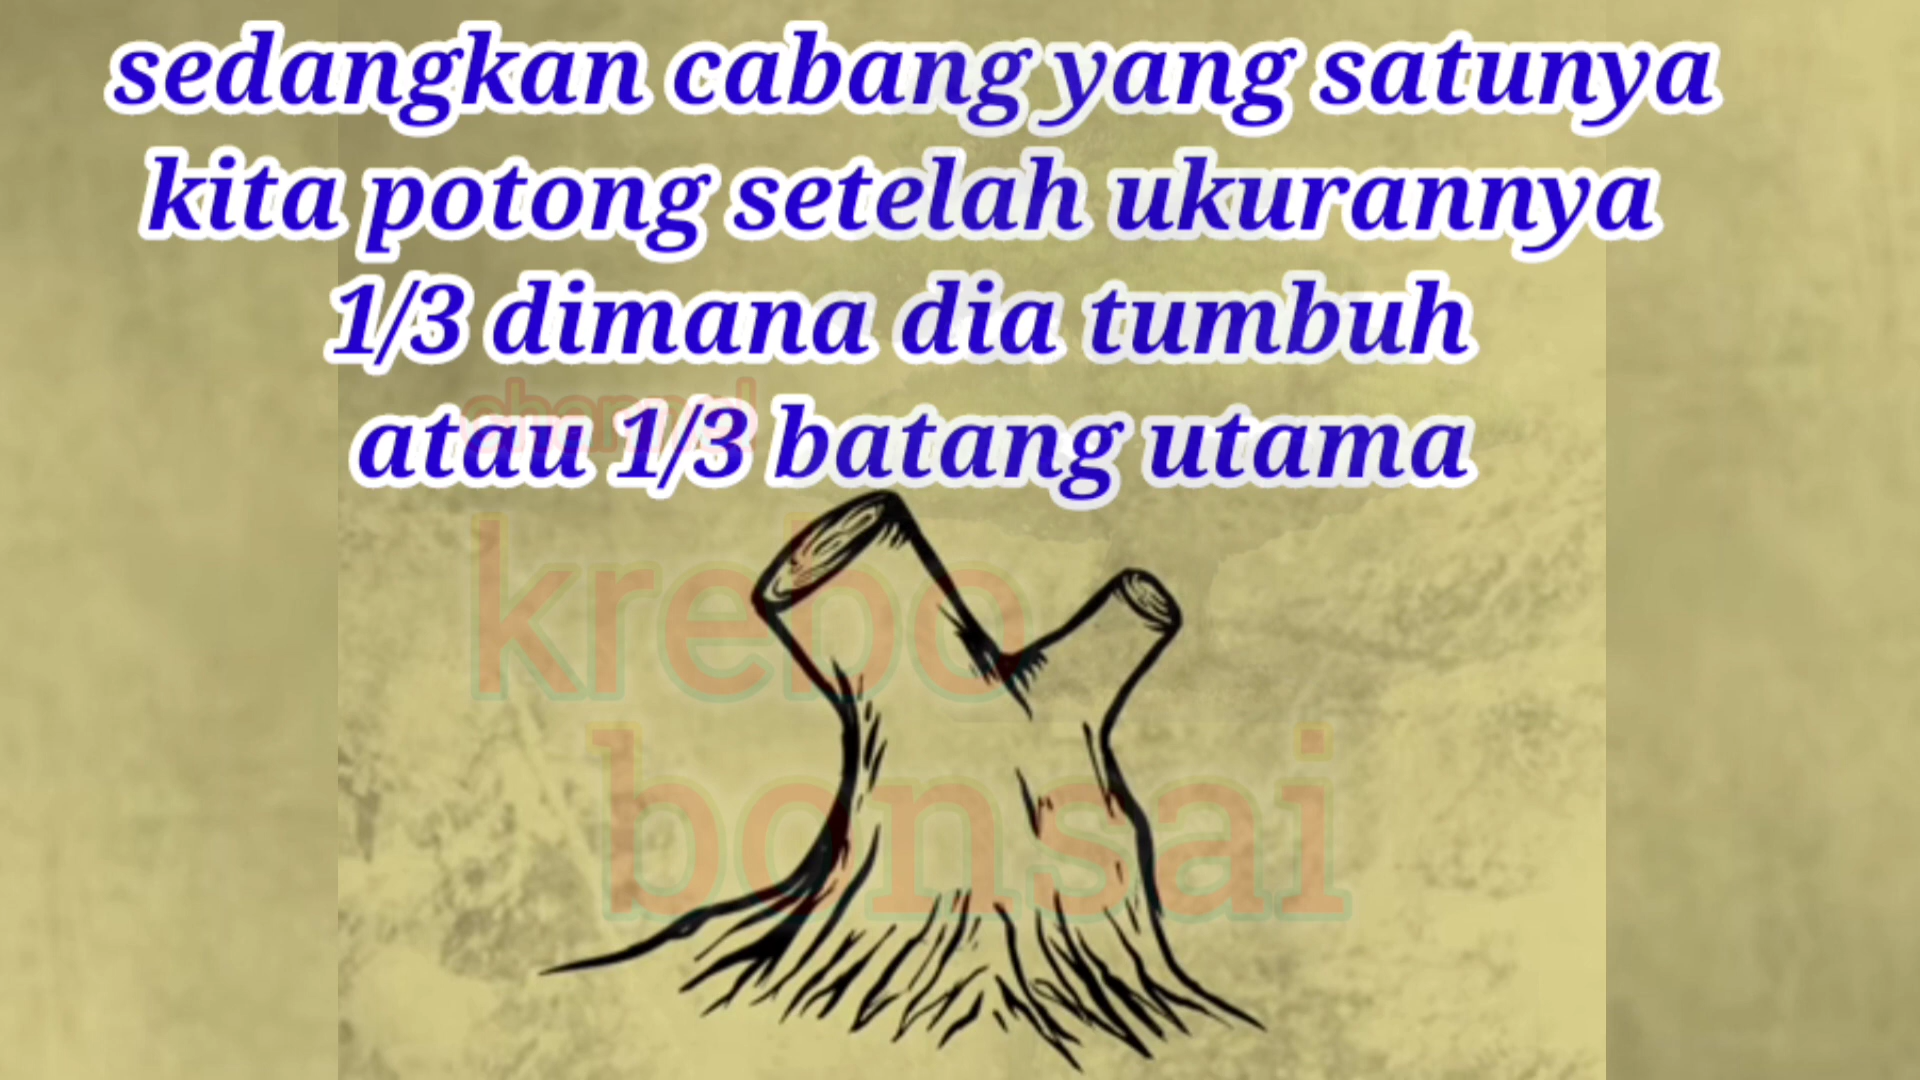 sedangkan cabang yang satunya
kita potong setelah ukurannya
1/3 dimana dia tumbuh
atau 1/3 batang utama
channel
krebo
bonsai